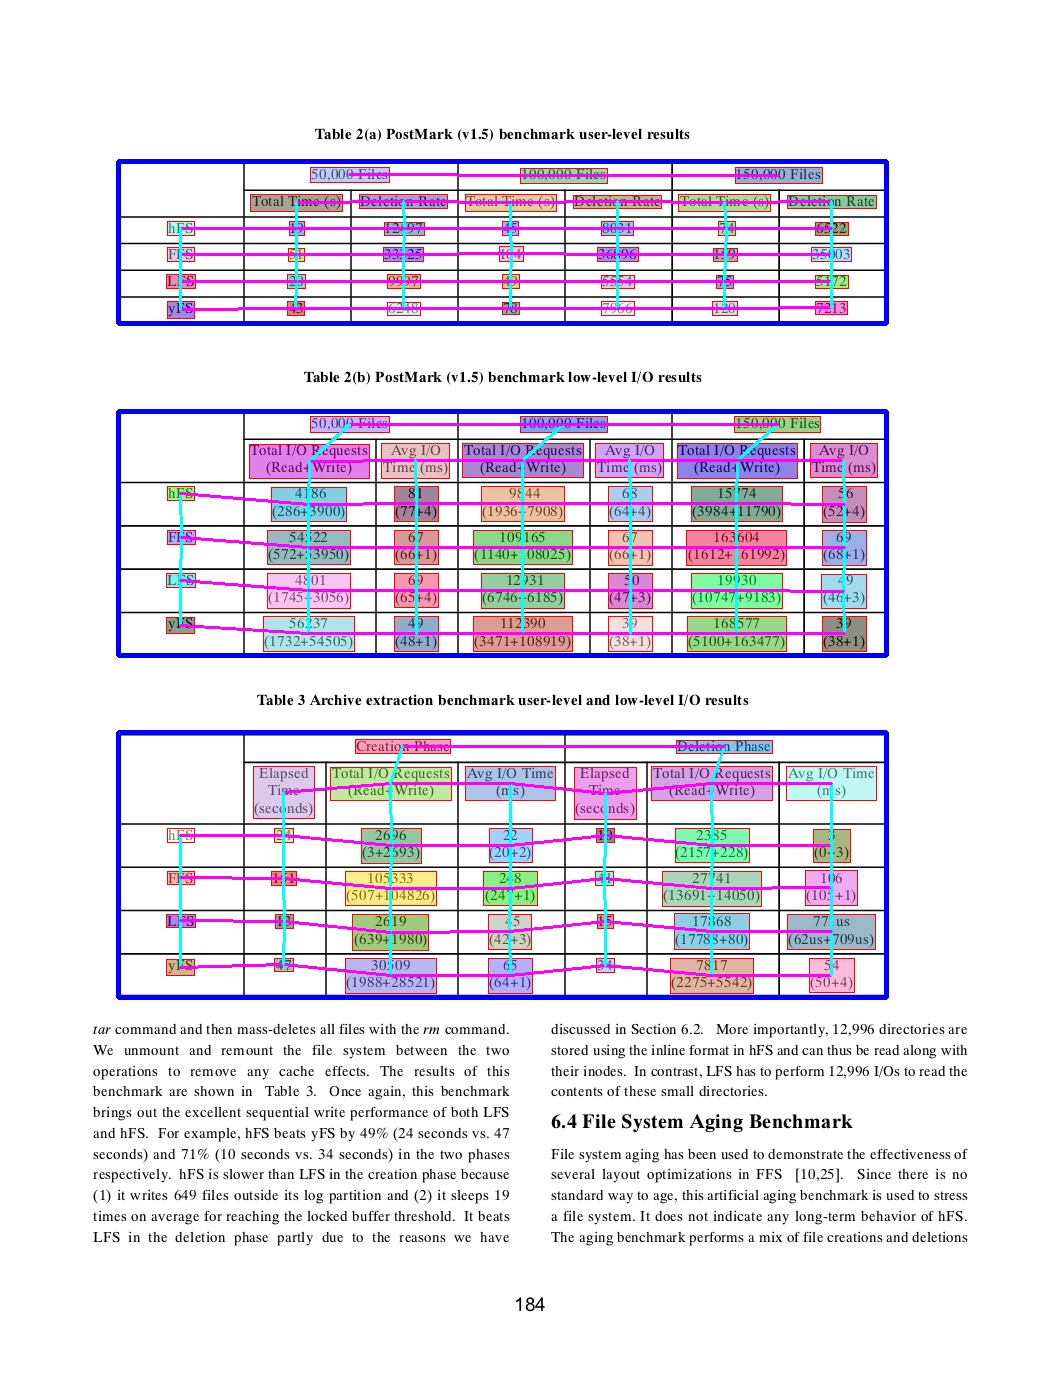 Table 2(a) PostMark (v1.5) benchmark user-level results
50,000 Files 100,000 Files 150,000 Files
Total Time (s) Deletion Rate Total Time (s) Deletion Rate Total Time (s) Deletion Rate
hFS 45 6522
FFS 104 35003
LFS 49 5554 75 5172
yFS 43 6248 78 7966 120 7213
Table 2(b) PostMark (v1.5) benchmark low-level I/O results
50,000 Files 100,000 Files 150,000 Files
Total I/O Requests Avg I/O Total I/O Requests Avg I/O Total I/O Requests Avg I/O
(Read+Write) Time (ms) (Read+Write) Time (ms) (Read+Write) Time (ms)
hFS 4186 81 9844 68 15774 56
(286+3900) (77+4) (1936+7908) (64+4) (3984+11790) (52+4)
FFS 54522 67 109165 67 163604 69
(572+53950) (66+1) (1140+108025) (66+1) (1612+161992) (68+1)
LFS 4801 69 12931 50 19930 49
(1745+3056) (65+4) (6746+6185) (47+3) (10747+9183) (46+3)
yFS 56237 49 112390 39 168577 39
(1732+54505) (48+1) (3471+108919) (38+1) (5100+163477) (38+1)
Table 3 Archive extraction benchmark user-level and low-level I/O results
Creation Phase Deletion Phase
Elapsed Total I/O Requests Avg I/O Time Elapsed Total I/O Requests Avg I/O Time
Time (Read+Write) (ms) Time (Read+Write) (ms)
(seconds) (seconds)
hFS 24 2696 22 10 2385 3
(3+2693) (20+2) (2157+228) (0+3)
FFS 105333 248 27741 106
(507+104826) (247+1) (13691+14050) (105+1)
LFS 13 2619 45 15 17868 771us
(639+1980) (42+3) (17788+80) (62us+709us)
yFS 47 30509 65 34 7817 54
(1988+28521) (64+1) (2275+5542) (50+4)
tar command and then mass-deletes all files with the rm command.
We unmount and remount the file system between the two
operations to remove any cache effects. The results of this
benchmark are shown in Table 3. Once again, this benchmark
brings out the excellent sequential write performance of both LFS
and hFS. For example, hFS beats yFS by 49% (24 seconds vs. 47
seconds) and 71% (10 seconds vs. 34 seconds) in the two phases
respectively. hFS is slower than LFS in the creation phase because
(1) it writes 649 files outside its log partition and (2) it sleeps 19
times on average for reaching the locked buffer threshold. It beats
LFS in the deletion phase partly due to the reasons we have
discussed in Section 6.2. More importantly, 12,996 directories are
stored using the inline format in hFS and can thus be read along with
their inodes. In contrast, LFS has to perform 12,996 I/Os to read the
contents of these small directories.
6.4 File System Aging Benchmark
File system aging has been used to demonstrate the effectiveness of
several layout optimizations in FFS [10,25]. Since there is no
standard way to age, this artificial aging benchmark is used to stress
a file system. It does not indicate any long-term behavior of hFS.
The aging benchmark performs a mix of file creations and deletions
184